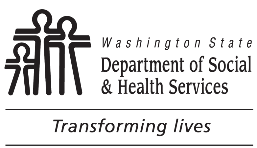 Washington State
Department of Social
& Health Services
Transforming lives